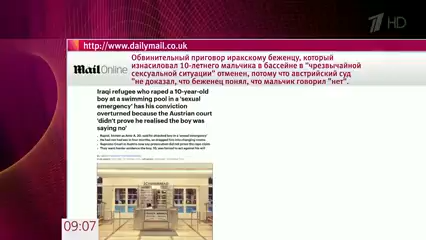 HD
http://www.dailymail.co.uk
Обвинительный приговор иракскому беженцу, который
изнасиловал 10-летнего мальчика в бассейне в "чрезвычайной
сексуальной ситуации" отменен, потому что австрийский суд
"не доказал, что беженец понял, что мальчик говорил "нет".
Mail Online
Iraqi refugee who raped a 10-year-old
boy at a swimming pool in a 'sexual
emergency' has his conviction
overturned because the Austrian court
'didn't prove he realised the boy was
saying no'
09:07